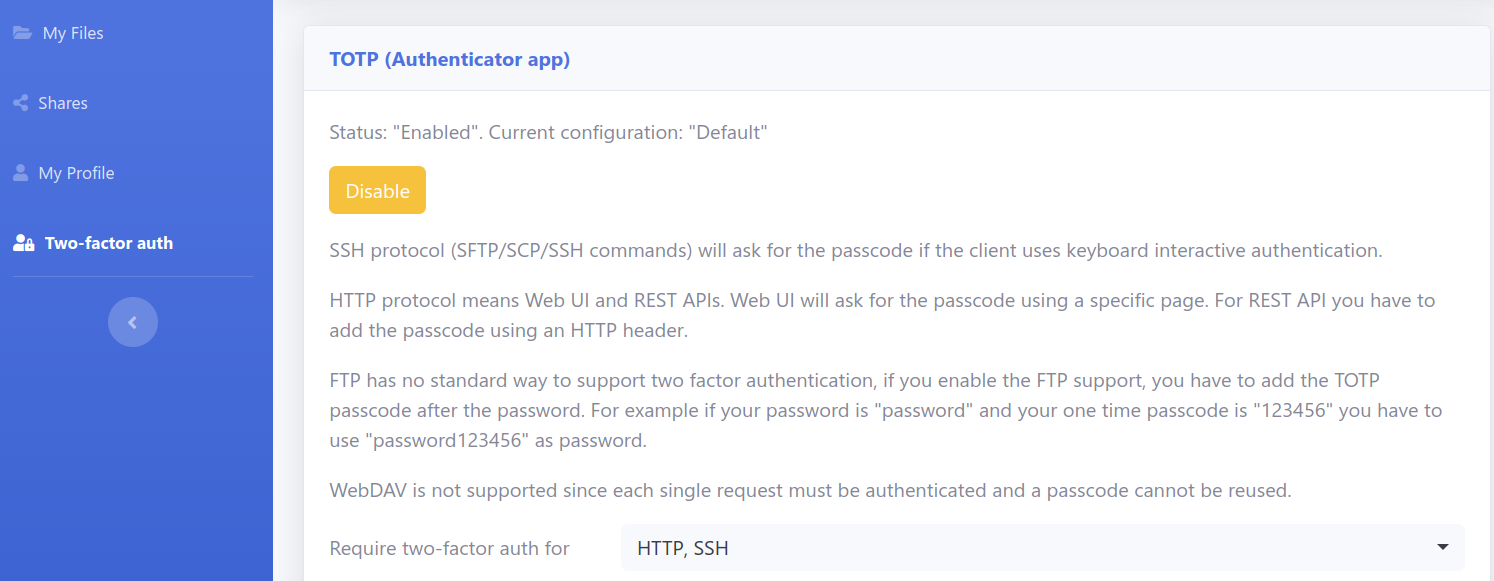 My Files
Shares
My Profile
Two-factor auth
TOTP (Authenticator app)
Status: "Enabled". Current configuration: "Default"
Disable
SSH protocol (SFTP/SCP/SSH commands) will ask for the passcode if the client uses keyboard interactive authentication.
HTTP protocol means Web UI and REST APIs. Web UI will ask for the passcode using a specific page. For REST API you have to
add the passcode using an HTTP header.
FTP has no standard way to support two factor authentication, if you enable the FTP support, you have to add the TOTP
passcode after the password. For example if your password is "password" and your one time passcode is "123456" you have to
use "password123456" as password.
WebDAV is not supported since each single request must be authenticated and a passcode cannot be reused.
Require two-factor auth for
HTTP, SSH